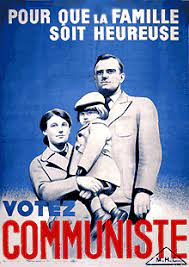 POUR QUE LA FAMILLE
SOIT HEUREUSE
VOTEZ
COMMUNISTE